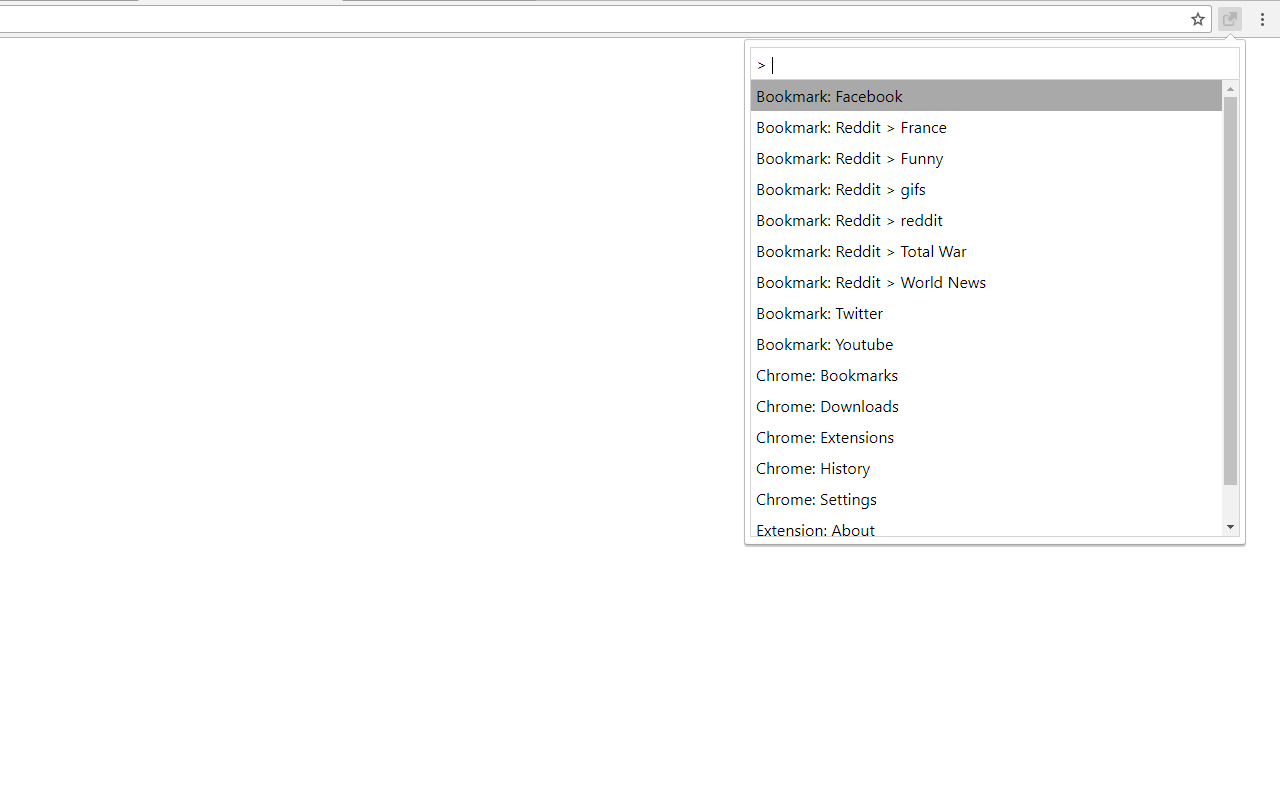 >
Bookmark: Facebook
Bookmark: Reddit > France
Bookmark: Reddit > Funny
Bookmark: Reddit > gifs
Bookmark: Reddit > reddit
Bookmark: Reddit > Total War
Bookmark: Reddit > World News
Bookmark: Twitter
Bookmark: Youtube
Chrome: Bookmarks
Chrome: Downloads
Chrome: Extensions
Chrome: History
Chrome: Settings
Extension: About